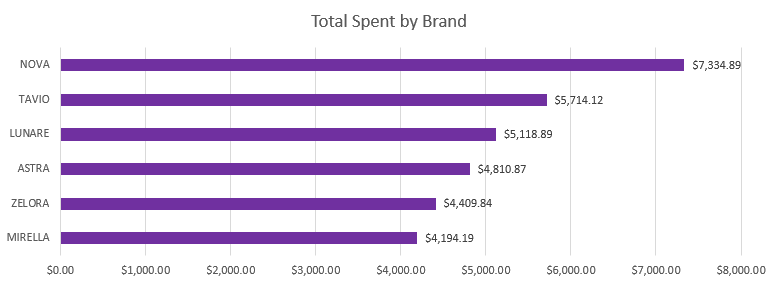 Total Spent by Brand
NOVA $7,334.89
TAVIO $5,714.12
LUNARE $5,118.89
ASTRA $4,810.87
ZELORA $4,409.84
MIRELLA $4,194.19
$0.00 $1,000.00 $2,000.00 $3,000.00 $4,000.00 $5,000.00 $6,000.00 $7,000.00 $8,000.00